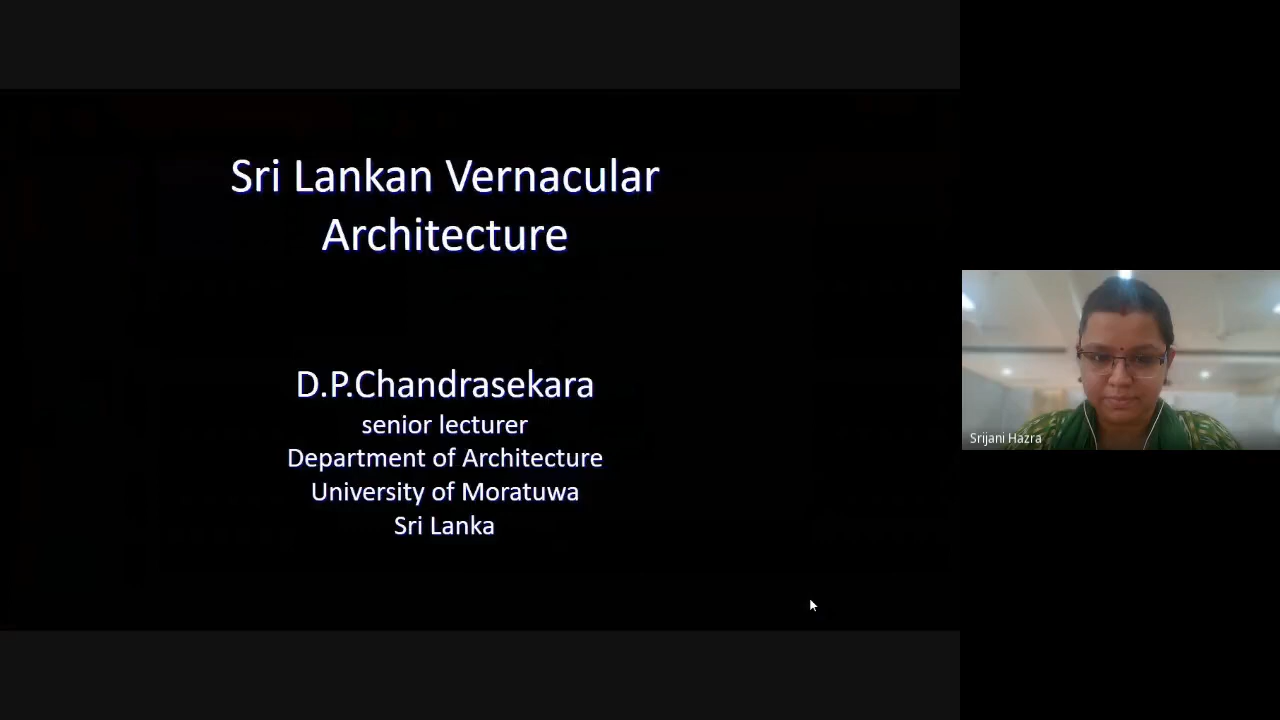 Sri Lankan Vernacular
Architecture
D.P.Chandrasekara
senior lecturer
Department of Architecture
University of Moratuwa
Sri Lanka
Srijani Hazra